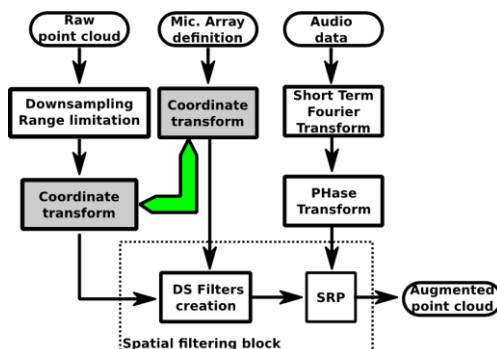 Raw
point cloud
Mic. Array
definition
Audio
data
Downsampling
Range limitation
Coordinate
transform
Short Term
Fourier
Transform
Coordinate
transform
PHase
Transform
DS Filters
creation
SRP
Augmented
point cloud
Spatial filtering block